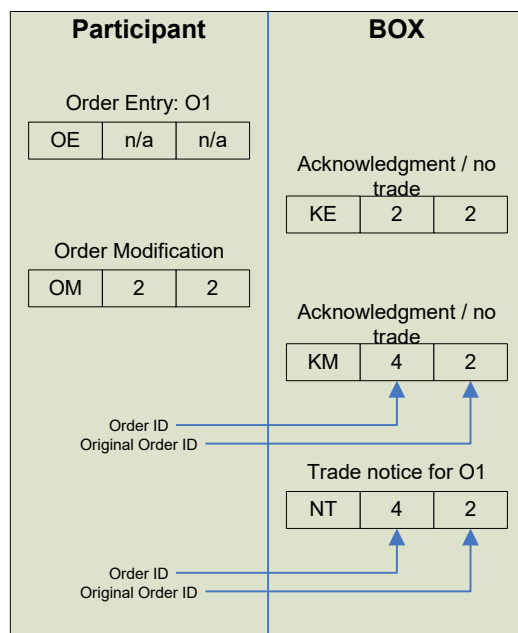 Participant BOX
Order Entry: O1
OE n/a n/a
Acknowledgment / no
trade
KE 2 2
Order Modification
OM 2 2
Acknowledgment / no
trade
KM 4 2
Order ID
Original Order ID
Trade notice for O1
NT 4 2
Order ID
Original Order ID